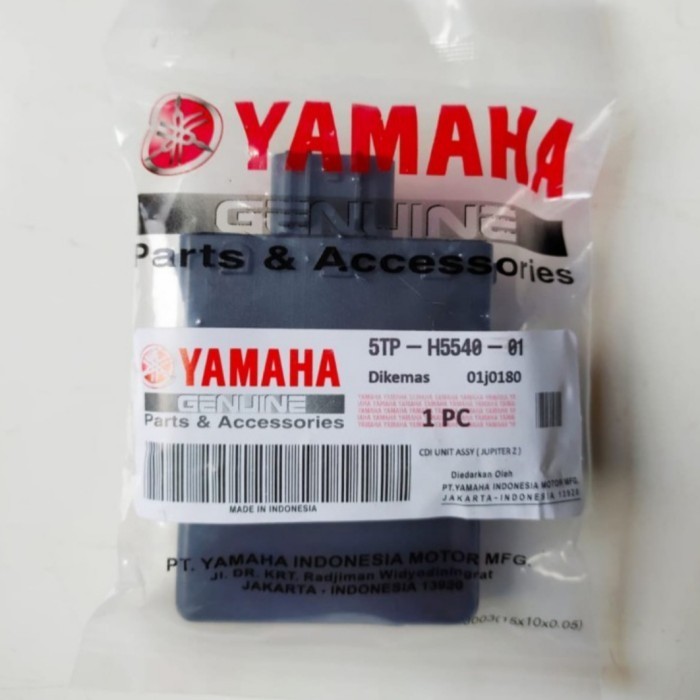 YAMAHA
GENUINE
Parts & Accessories
YAMAHA
GENUINE
Parts & Accessories
5TP-H5540-01
Dikemas 01j0180
1 PC
CDI UNIT ASSY ( JUPITER Z )
Diedarkan Oleh
PT.YAMAHA INDONESIA MOTOR MFG.
JAKARTA-INDONESIA 13920
MADE IN INDONESIA
PT. YAMAHA INDONESIA MOTOR MFG.
Jl. DR. KRT. Radjiman Widyodiningrat
JAKARTA - INDONESIA 13920